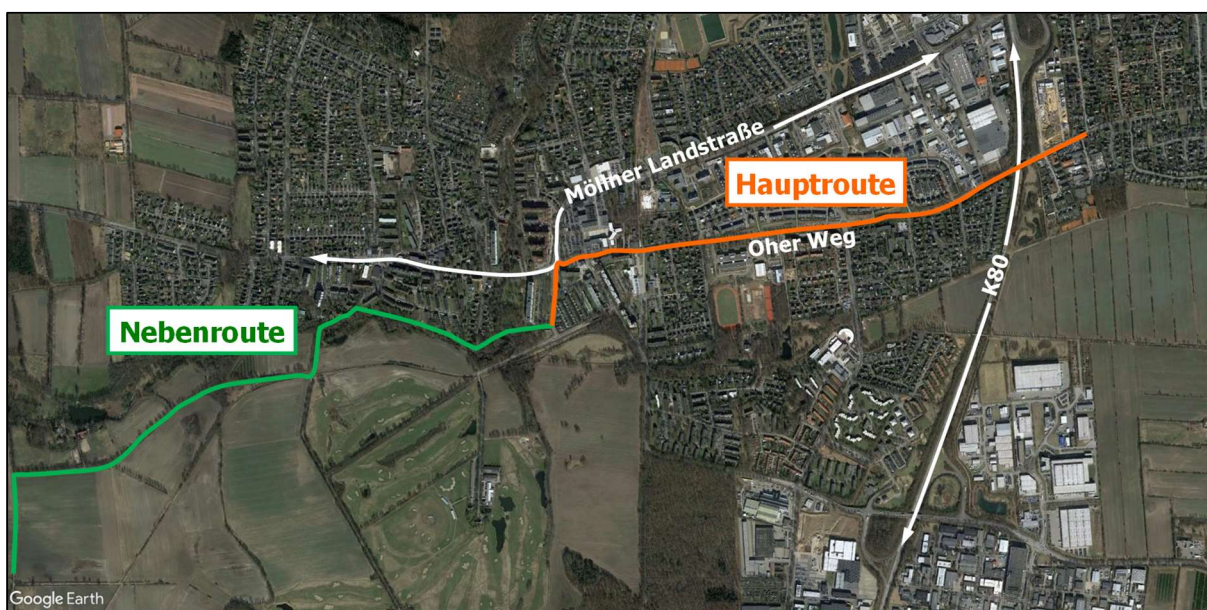 Möllner Landstraße
Hauptroute
Oher Weg
K80
Nebenroute
Google Earth